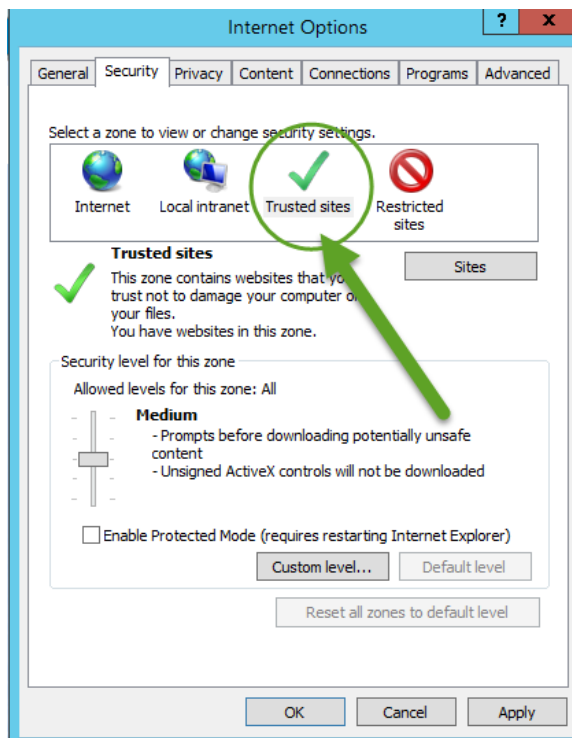 Internet Options
? x
General Security Privacy Content Connections Programs Advanced
Select a zone to view or change security settings.
Internet Local intranet Trusted sites Restricted
sites
Trusted sites
Sites
This zone contains websites that you
trust not to damage your computer or
your files.
You have websites in this zone.
Security level for this zone
Allowed levels for this zone: All
Medium
- Prompts before downloading potentially unsafe
content
- Unsigned ActiveX controls will not be downloaded
Enable Protected Mode (requires restarting Internet Explorer)
Custom level... Default level
Reset all zones to default level
OK Cancel Apply